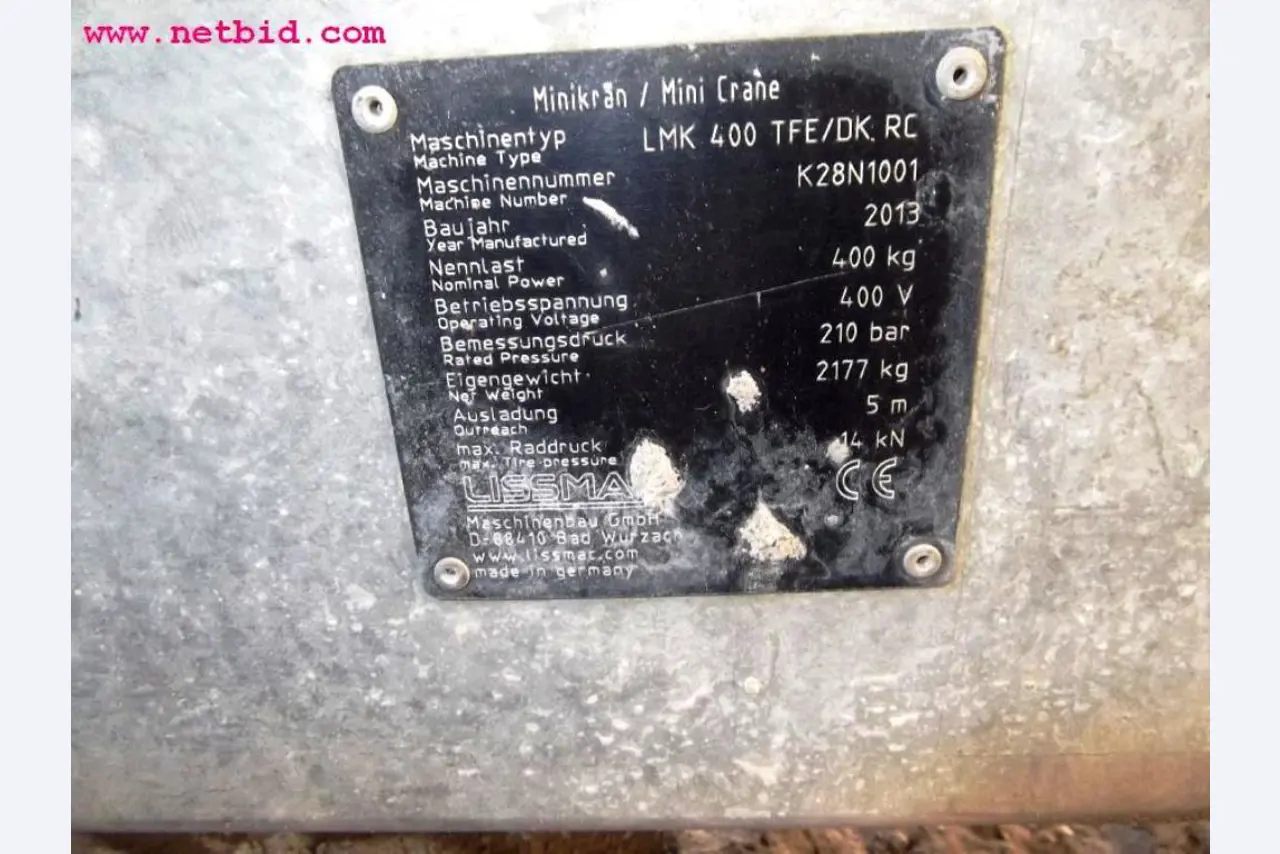 www.netbid.com
Minikran / Mini Crane
Maschinentyp LMK 400 TFE/DK. RC
Machine Type
Maschinennummer K28N1001
Machine Number
Baujahr 2013
Year Manufactured
Nennlast 400 kg
Nominal Power
Betriebsspannung 400 V
Operating Voltage
Bemessungsdruck 210 bar
Rated Pressure
Eigengewicht 2177 kg
Net Weight
Ausladung 5 m
Outreach
max. Raddruck 14 kN
max. Tire pressure
LISSMAC CE
Maschinenbau GmbH
D-88410 Bad Wurzach
www.lissmac.com
made in germany